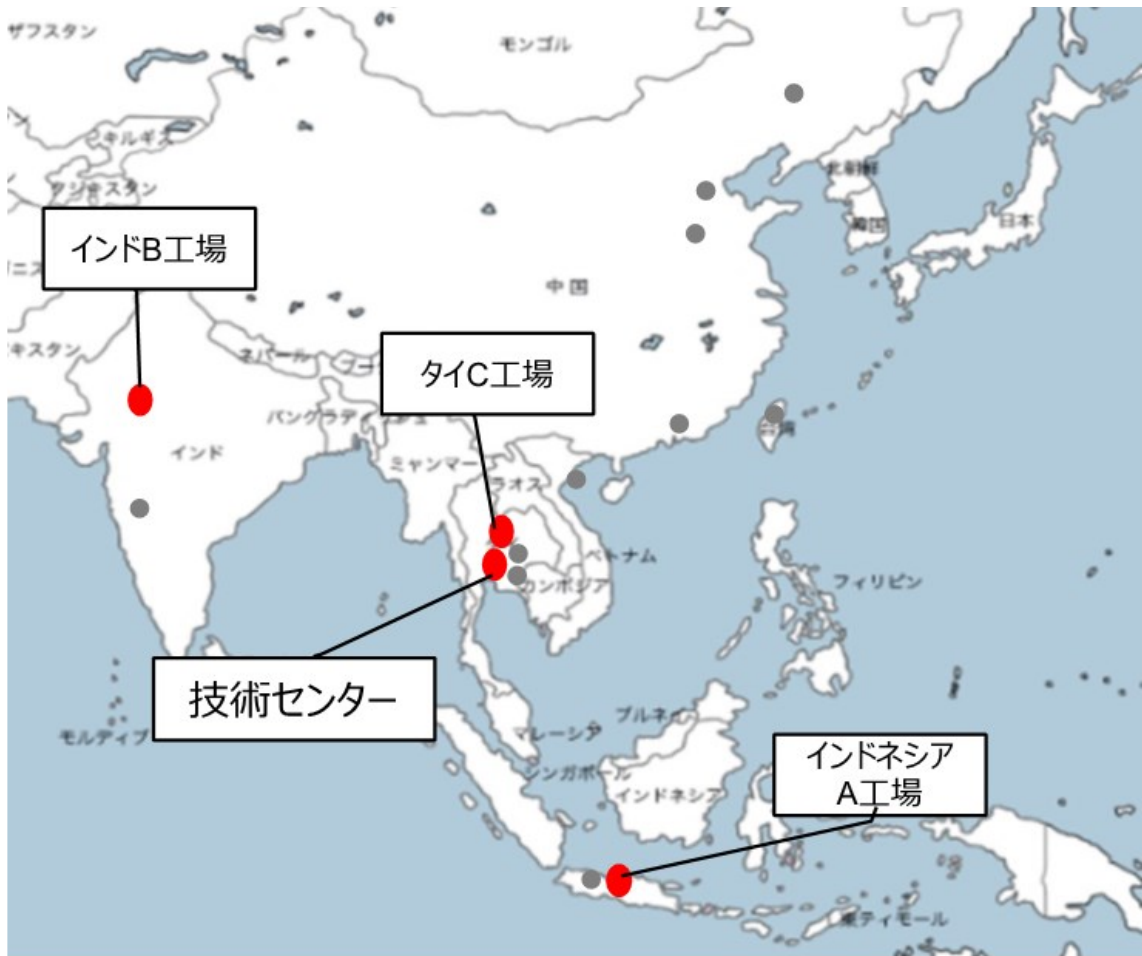 ザフスタン
モンゴル
キルギス
タジキスタン
北朝鮮
韓国
日本
インドB工場
中国
キスタン
ネパール
タイC工場
バングラディッシュ
インド
台湾
ミャンマー
ラオス
ベトナム
カンボジア
フィリピン
技術センター
モルディブ
ブルネイ
マレーシア
シンガポール
インドネシア
インドネシア
A工場
東ティモール